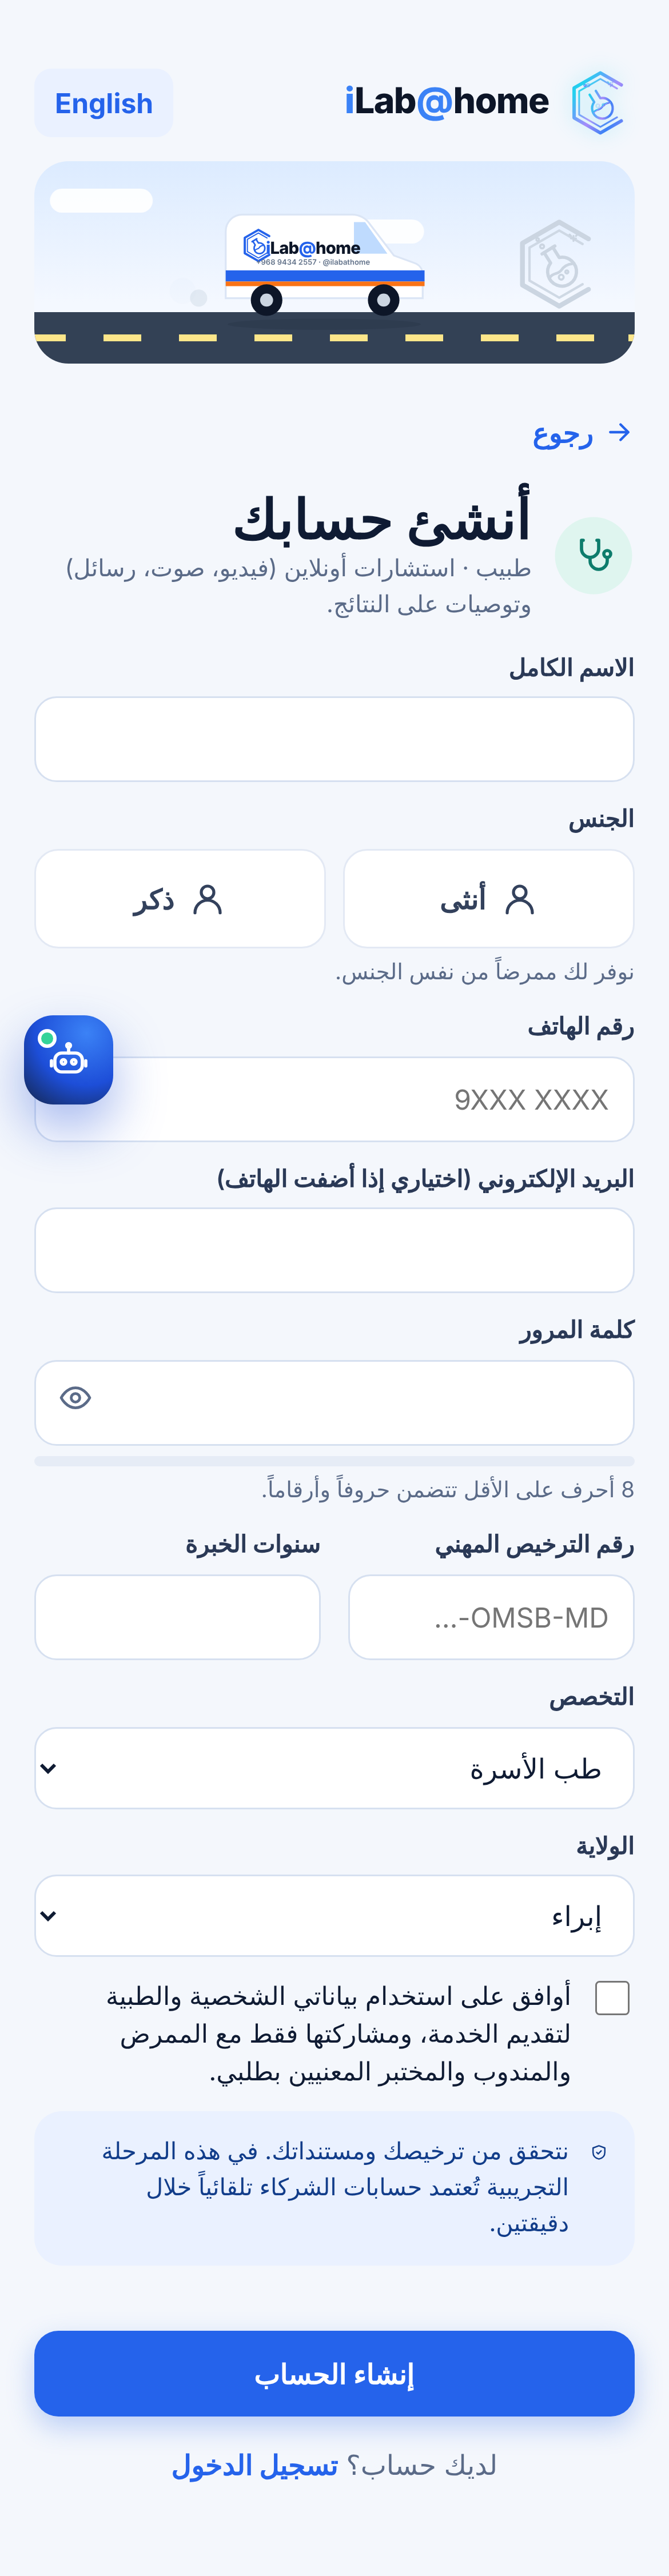 iLab@home
English
iLab@home
968 9434 2557 · @ilabathome
رجوع
أنشئ حسابك
طبيب · استشارات أونلاين (فيديو، صوت، رسائل)
وتوصيات على النتائج.
الاسم الكامل
الجنس
أنثى
ذكر
نوفر لك ممرضاً من نفس الجنس.
رقم الهاتف
9XXX XXXX
البريد الإلكتروني (اختياري إذا أضفت الهاتف)
كلمة المرور
8 أحرف على الأقل تتضمن حروفاً وأرقاماً.
رقم الترخيص المهني
سنوات الخبرة
OMSB-MD-...
التخصص
طب الأسرة
الولاية
إبراء
أوافق على استخدام بياناتي الشخصية والطبية
لتقديم الخدمة، ومشاركتها فقط مع الممرض
والمندوب والمختبر المعنيين بطلبي.
نتحقق من ترخيصك ومستنداتك. في هذه المرحلة
التجريبية تُعتمد حسابات الشركاء تلقائياً خلال
دقيقتين.
إنشاء الحساب
لديك حساب؟ تسجيل الدخول